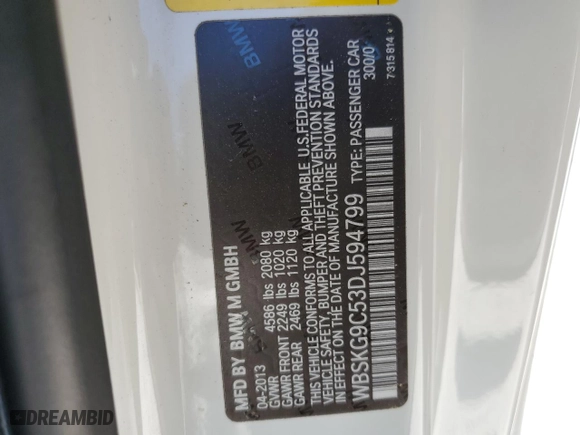 MFD BY BMW M GMBH
04-2013
GVWR 4586 lbs 2080 kg
GAWR FRONT 2249 lbs 1020 kg
GAWR REAR 2469 lbs 1120 kg
THIS VEHICLE CONFORMS TO ALL APPLICABLE U.S.FEDERAL MOTOR
VEHICLE SAFETY, BUMPER AND THEFT PREVENTION STANDARDS
IN EFFECT ON THE DATE OF MANUFACTURE SHOWN ABOVE.
WBSKG9C53DJ594799 TYPE: PASSENGER CAR
300/0
7 315 814
BMW
BMW
BMW
DREAMBID